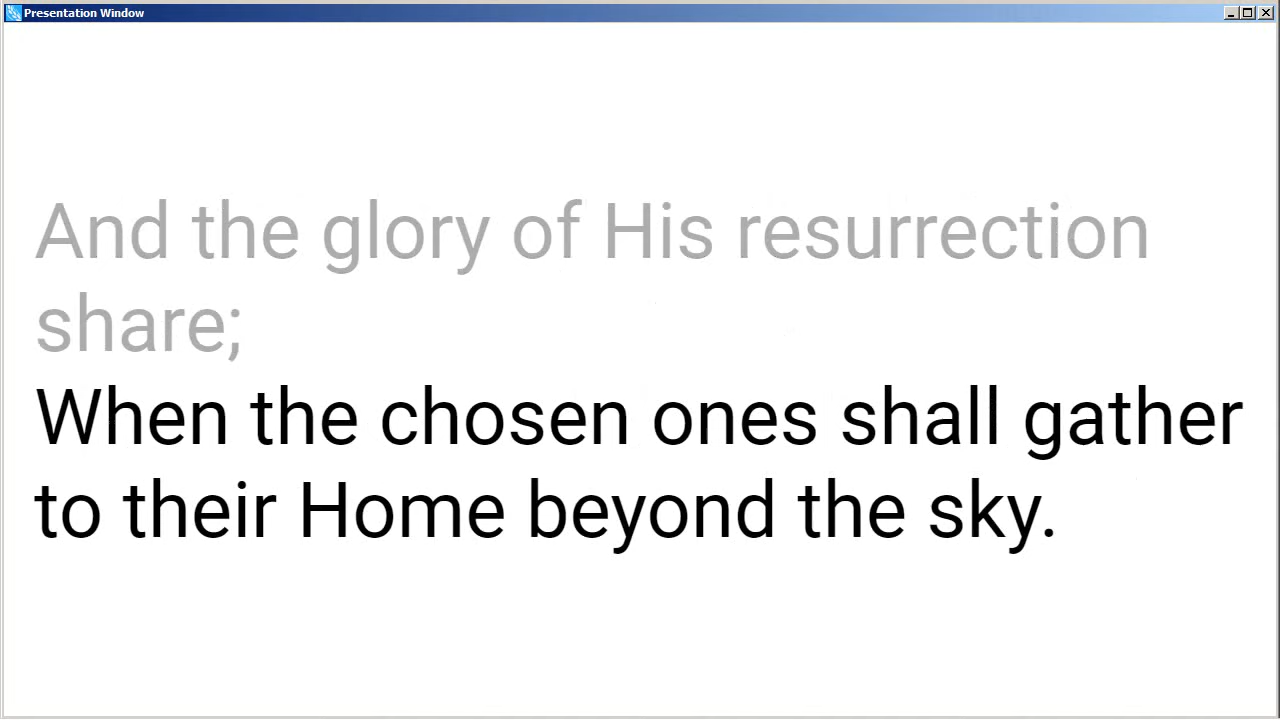 Presentation Window
And the glory of His resurrection
share;
When the chosen ones shall gather
to their Home beyond the sky.